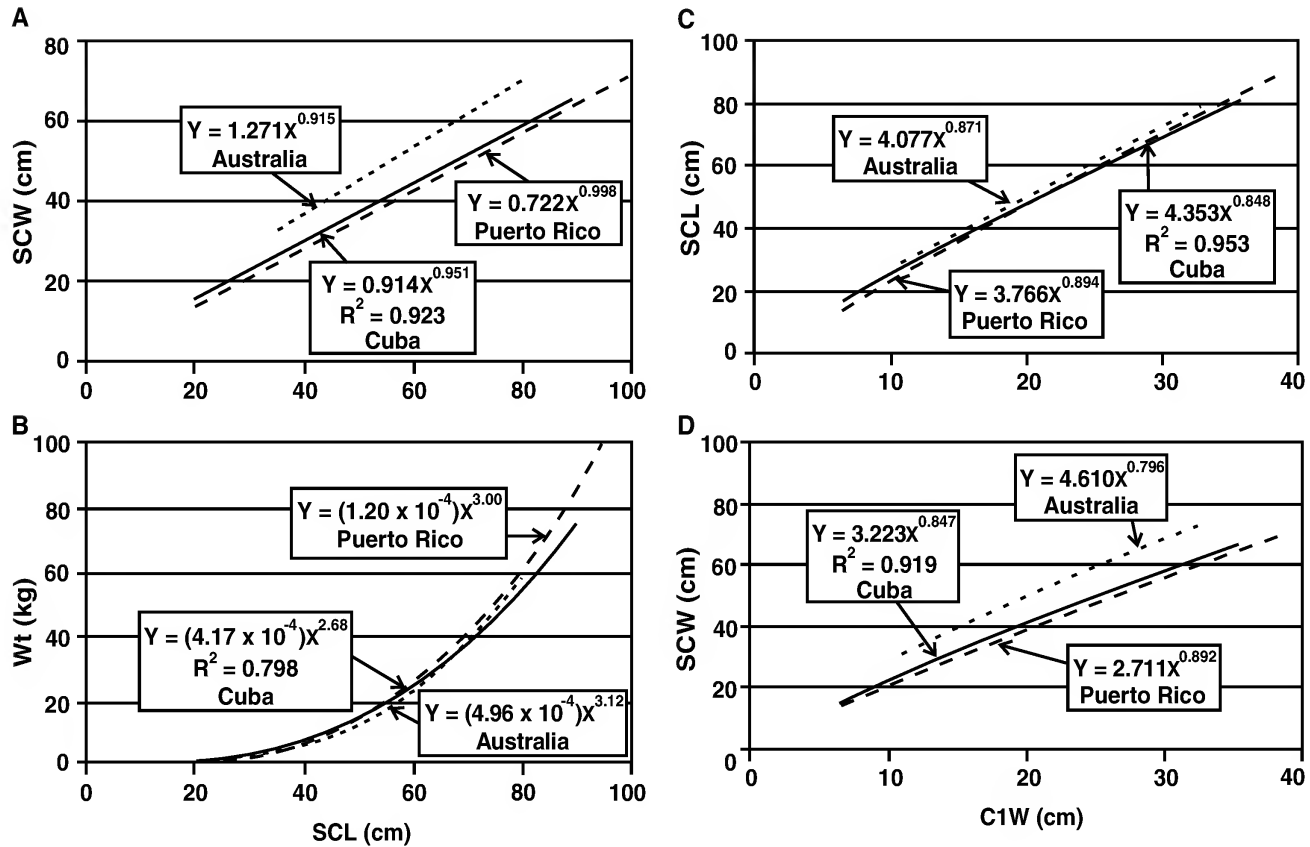 A
80
60
40
20
0
SCW (cm)
Y = 1.271X^0.915
Australia
Y = 0.722X^0.998
Puerto Rico
Y = 0.914X^0.951
R² = 0.923
Cuba
0 20 40 60 80 100
B
100
80
60
40
20
0
Wt (kg)
Y = (1.20 x 10^-4)X^3.00
Puerto Rico
Y = (4.17 x 10^-4)X^2.68
R² = 0.798
Cuba
Y = (4.96 x 10^-4)X^3.12
Australia
0 20 40 60 80 100
SCL (cm)
C
100
80
60
40
20
0
SCL (cm)
Y = 4.077X^0.871
Australia
Y = 4.353X^0.848
R² = 0.953
Cuba
Y = 3.766X^0.894
Puerto Rico
0 10 20 30 40
D
100
80
60
40
20
0
SCW (cm)
Y = 4.610X^0.796
Australia
Y = 3.223X^0.847
R² = 0.919
Cuba
Y = 2.711X^0.892
Puerto Rico
0 10 20 30 40
C1W (cm)